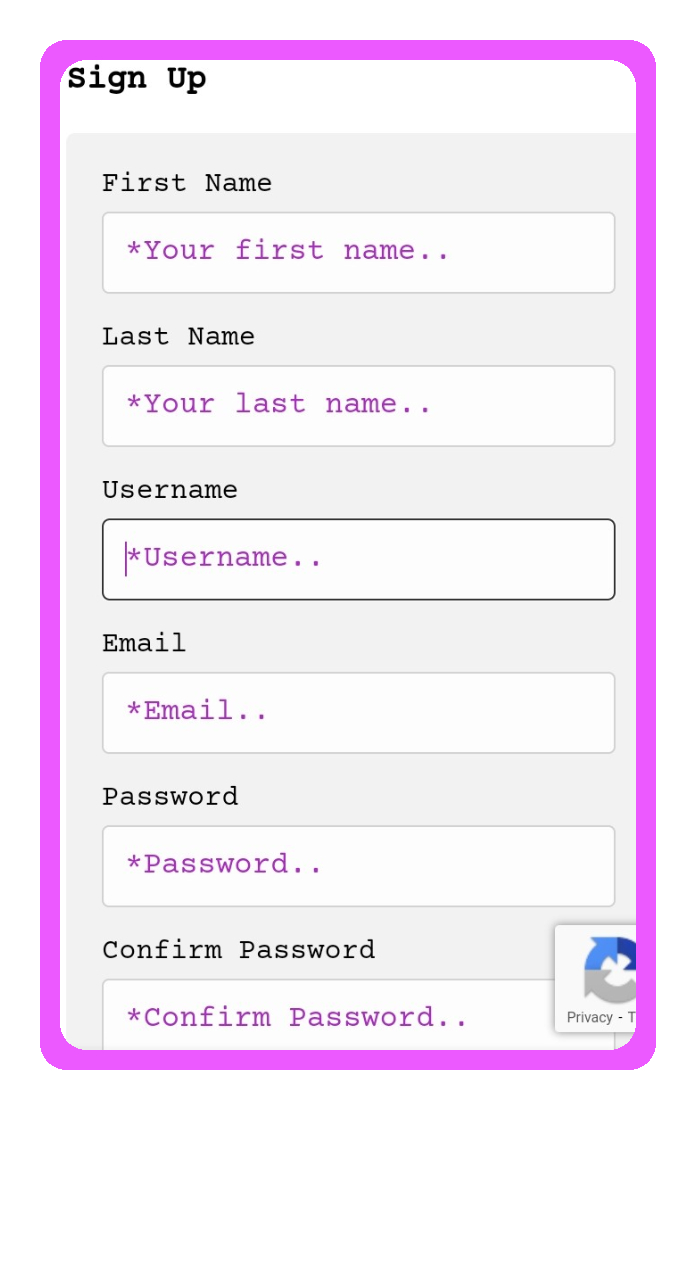 Sign Up
First Name
*Your first name..
Last Name
*Your last name..
Username
*Username..
Email
*Email..
Password
*Password..
Confirm Password
*Confirm Password..
Privacy - T